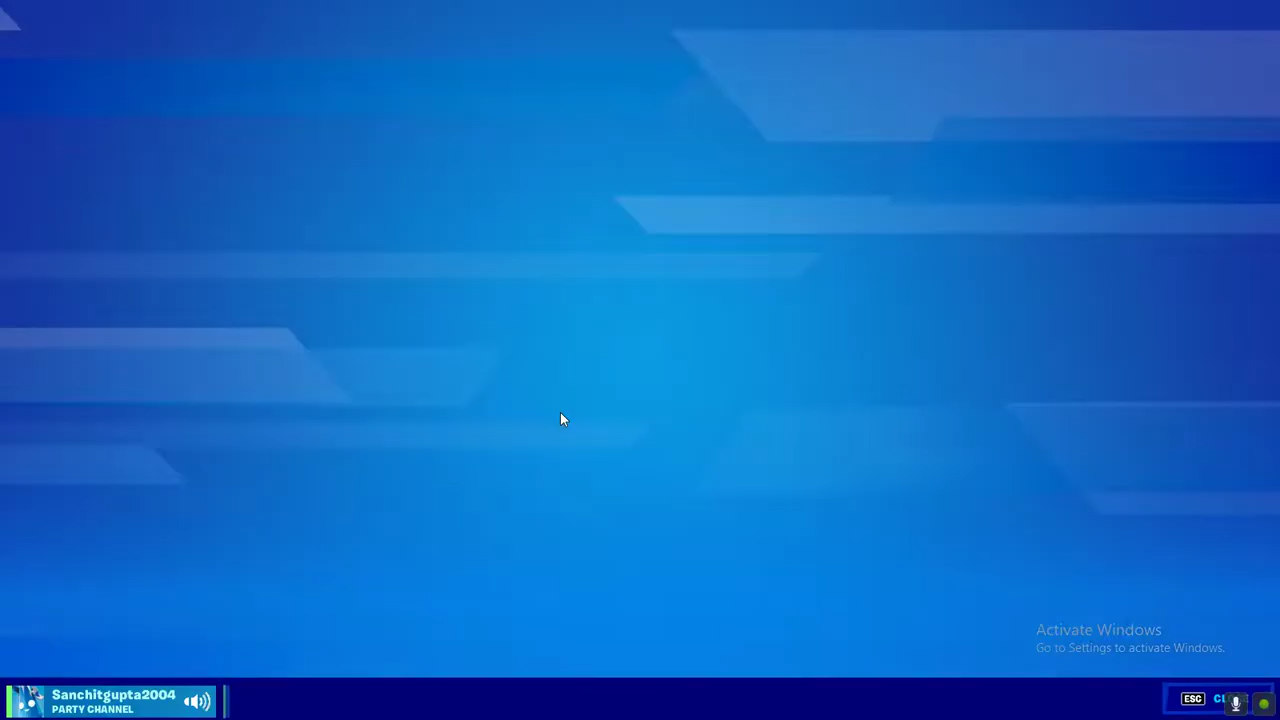 Activate Windows
Go to Settings to activate Windows.
Sanchitgupta2004
PARTY CHANNEL
ESC